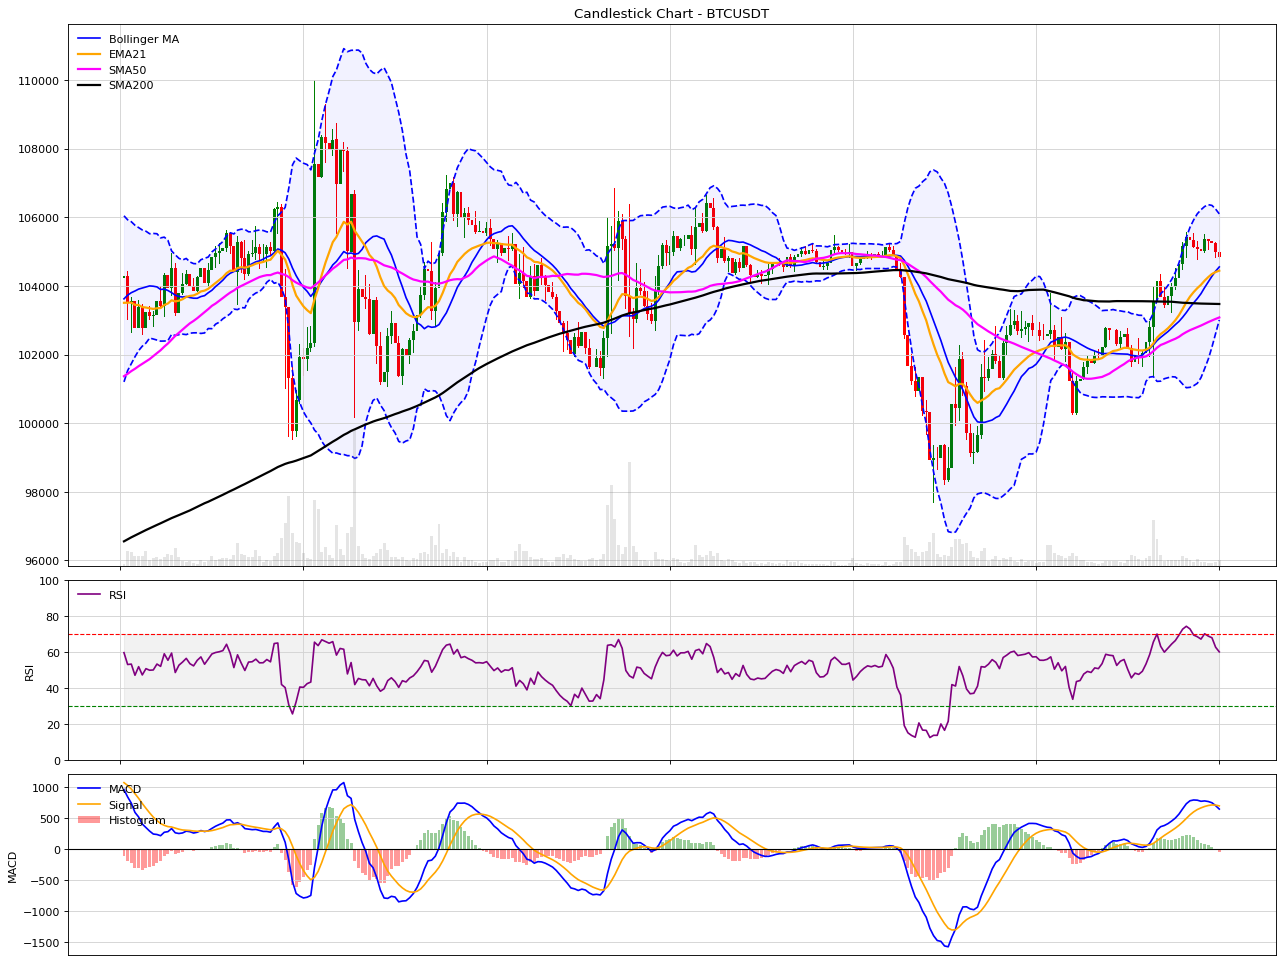 Candlestick Chart - BTCUSDT
Bollinger MA
EMA21
SMA50
SMA200
110000
108000
106000
104000
102000
100000
98000
96000
RSI
100
80
60
40
20
0
RSI
MACD
Signal
Histogram
1000
500
0
−500
−1000
−1500
MACD